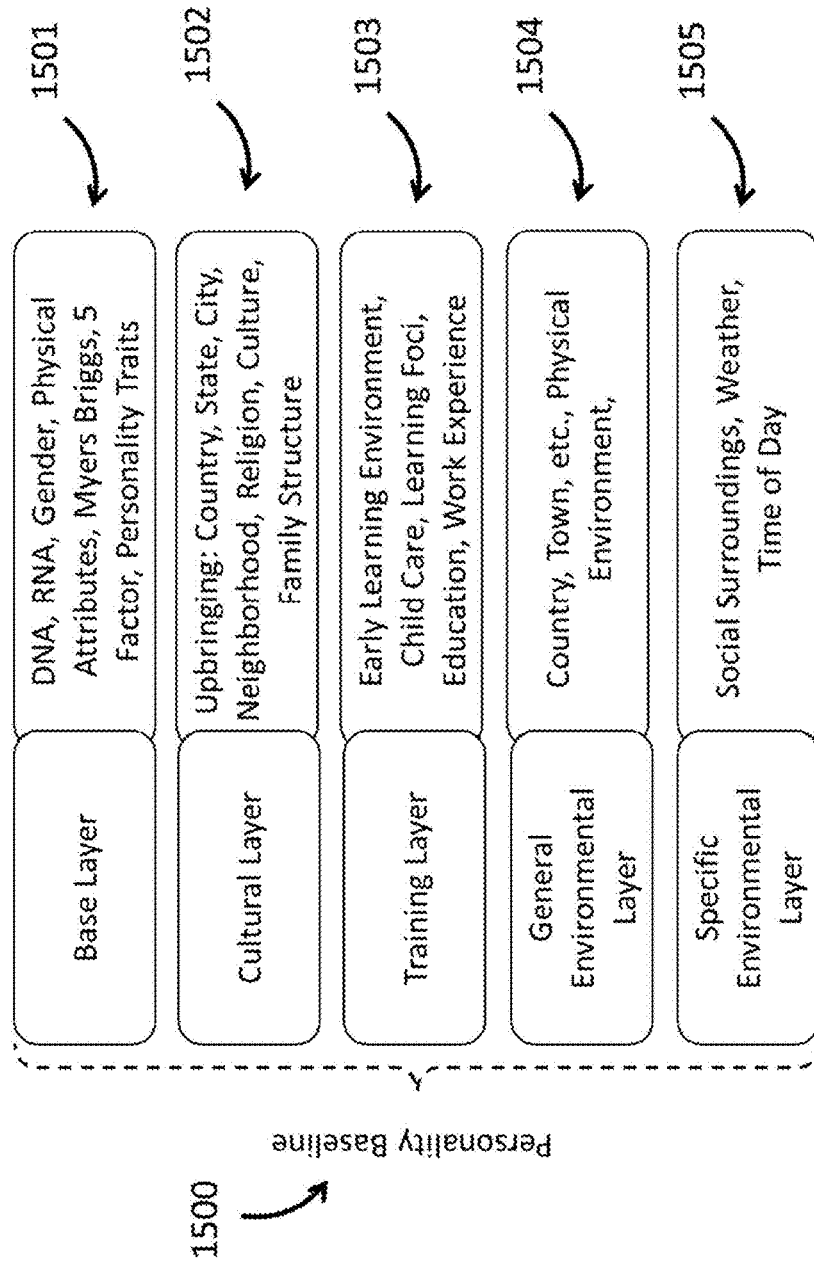 1500
Personality Baseline
Base Layer
DNA, RNA, Gender, Physical
Attributes, Myers Briggs, 5
Factor, Personality Traits
1501
Cultural Layer
Upbringing: Country, State, City,
Neighborhood, Religion, Culture,
Family Structure
1502
Training Layer
Early Learning Environment,
Child Care, Learning Foci,
Education, Work Experience
1503
General
Environmental
Layer
Country, Town, etc., Physical
Environment,
1504
Specific
Environmental
Layer
Social Surroundings, Weather,
Time of Day
1505